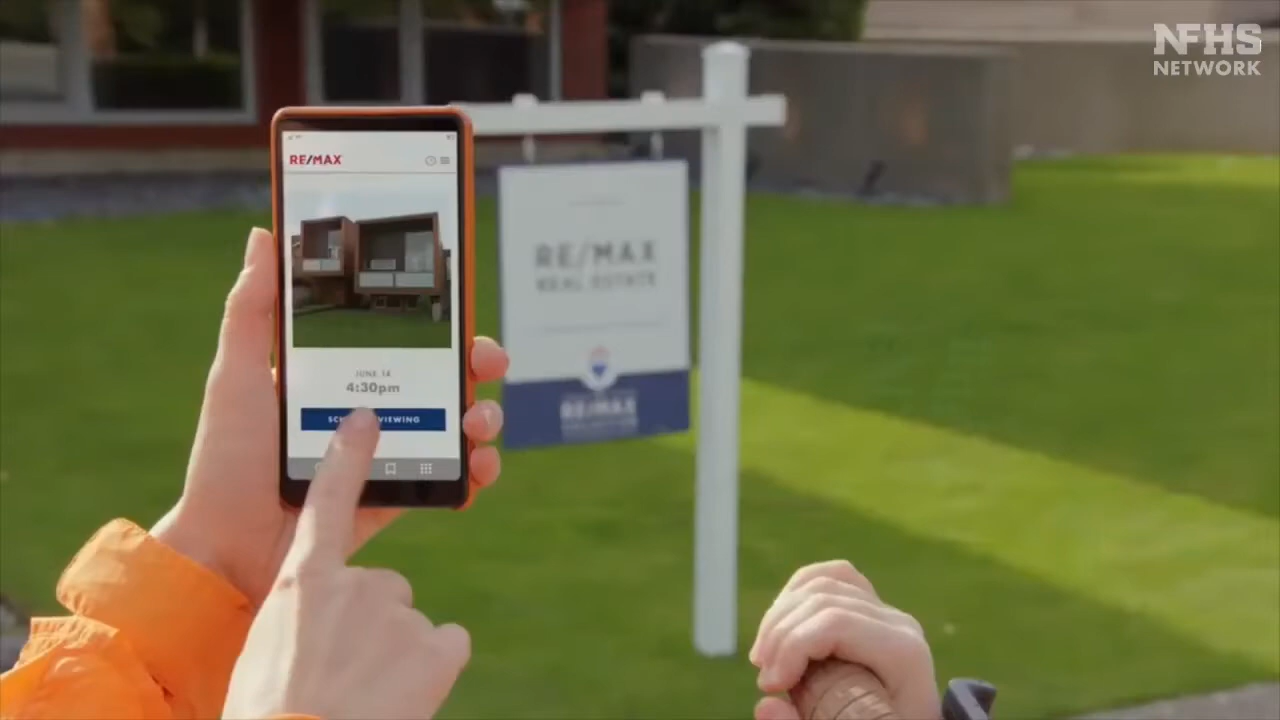 NFHS
NETWORK
RE/MAX
JUNE 14
4:30pm
VIEWING
RE/MAX
REAL ESTATE
RE/MAX